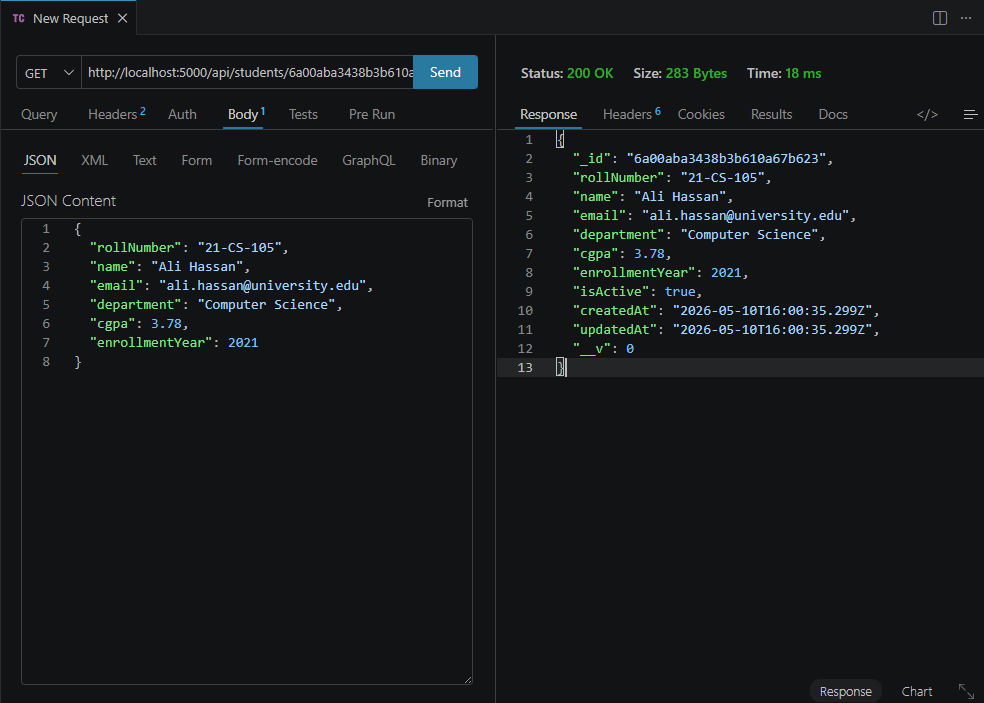 TC New Request
GET http://localhost:5000/api/students/6a00aba3438b3b610a Send
Query Headers 2 Auth Body 1 Tests Pre Run
JSON XML Text Form Form-encode GraphQL Binary
JSON Content Format
1 {
2 "rollNumber": "21-CS-105",
3 "name": "Ali Hassan",
4 "email": "ali.hassan@university.edu",
5 "department": "Computer Science",
6 "cgpa": 3.78,
7 "enrollmentYear": 2021
8 }
Status: 200 OK Size: 283 Bytes Time: 18 ms
Response Headers 6 Cookies Results Docs </>
1 {
2 "_id": "6a00aba3438b3b610a67b623",
3 "rollNumber": "21-CS-105",
4 "name": "Ali Hassan",
5 "email": "ali.hassan@university.edu",
6 "department": "Computer Science",
7 "cgpa": 3.78,
8 "enrollmentYear": 2021,
9 "isActive": true,
10 "createdAt": "2026-05-10T16:00:35.299Z",
11 "updatedAt": "2026-05-10T16:00:35.299Z",
12 "__v": 0
13 }
Response Chart